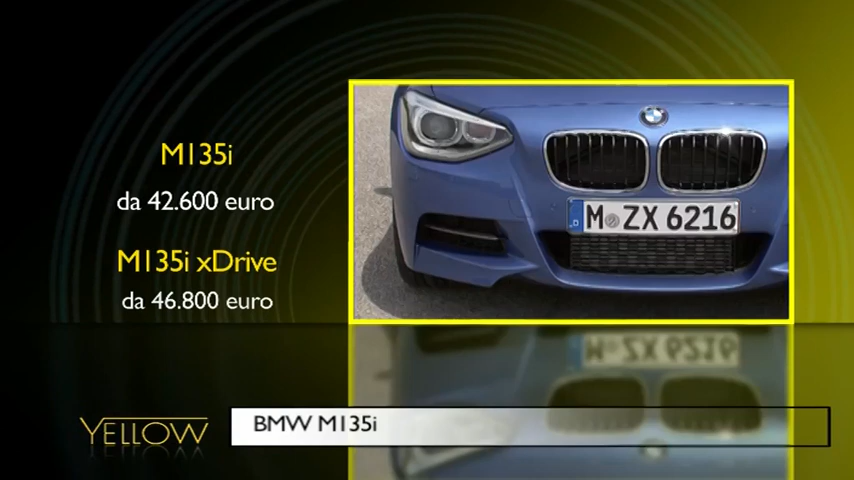 M135i
da 42.600 euro
M135i xDrive
da 46.800 euro
M ZX 6216
YELLOW
BMW M135i